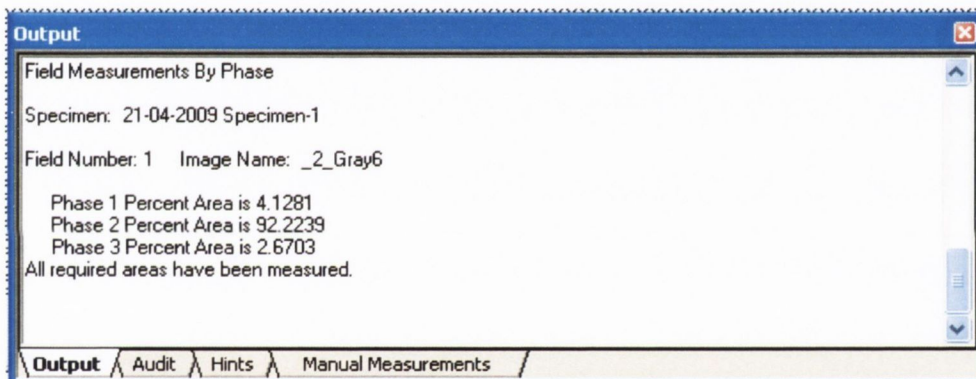 Output
Field Measurements By Phase
Specimen: 21-04-2009 Specimen-1
Field Number: 1 Image Name: _2_Gray6
Phase 1 Percent Area is 4.1281
Phase 2 Percent Area is 92.2239
Phase 3 Percent Area is 2.6703
All required areas have been measured.
Output Audit Hints Manual Measurements